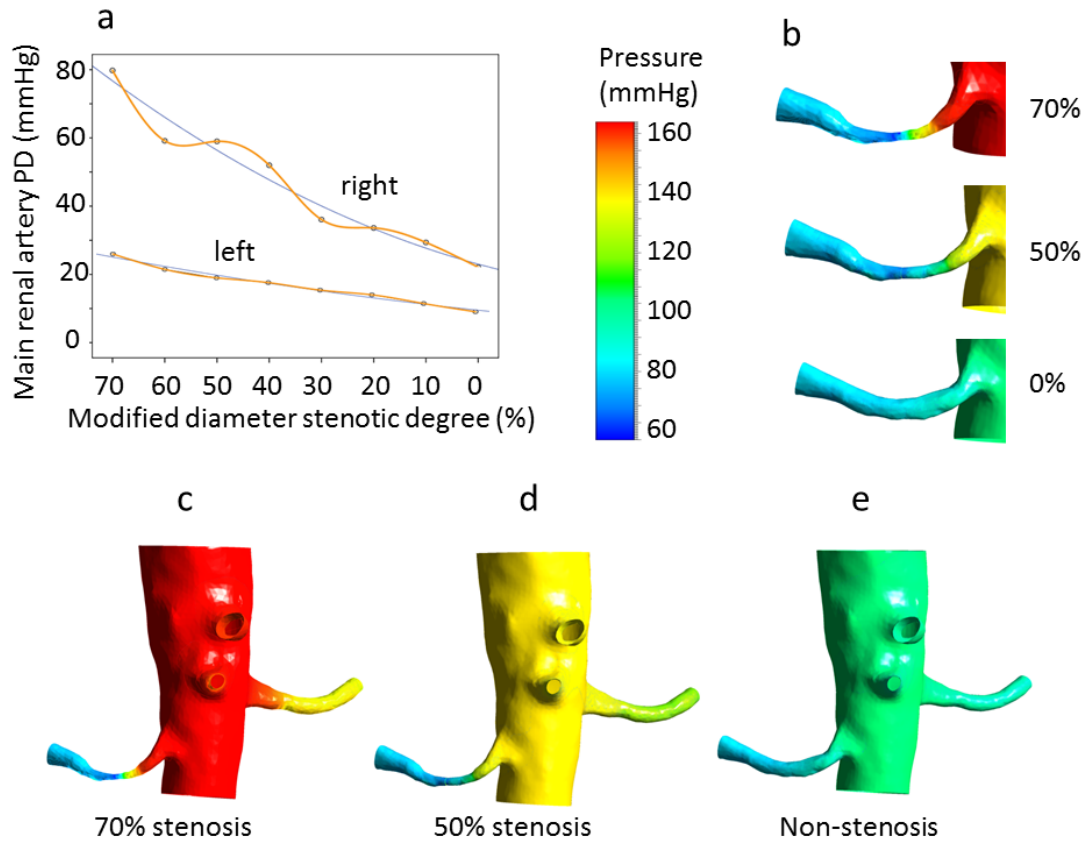 a
Main renal artery PD (mmHg)
80
60
40
20
0
right
left
70 60 50 40 30 20 10 0
Modified diameter stenotic degree (%)
Pressure
(mmHg)
160
140
120
100
80
60
b
70%
50%
0%
c
d
e
70% stenosis
50% stenosis
Non-stenosis